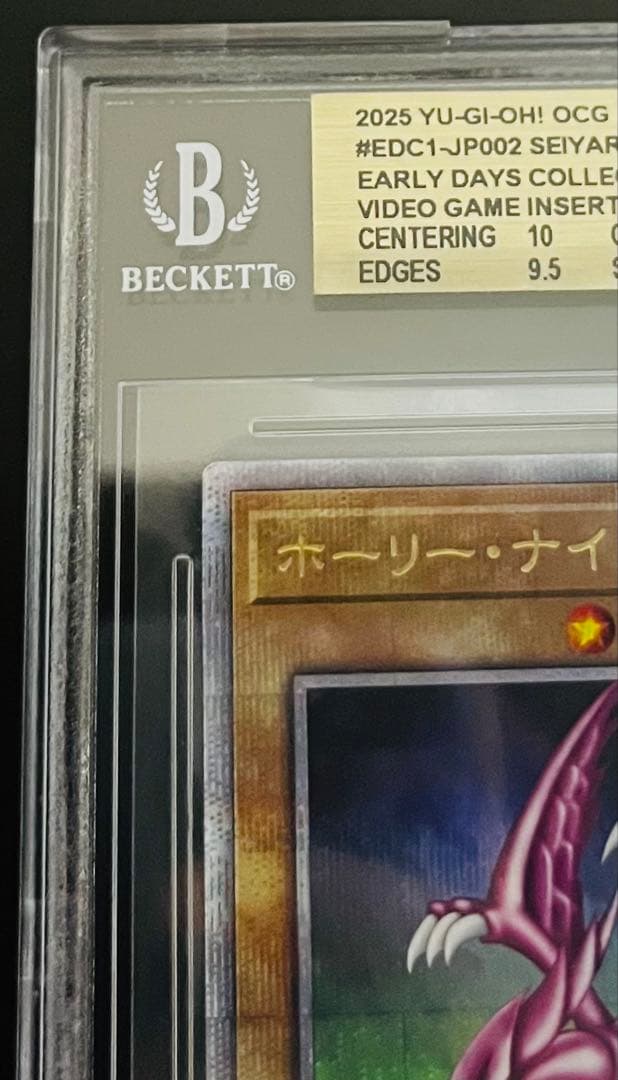 B
BECKETT®
2025 YU-GI-OH! OCG
#EDC1-JP002 SEIYAR
EARLY DAYS COLLE
VIDEO GAME INSERT
CENTERING 10
EDGES 9.5
ホーリー・ナイ